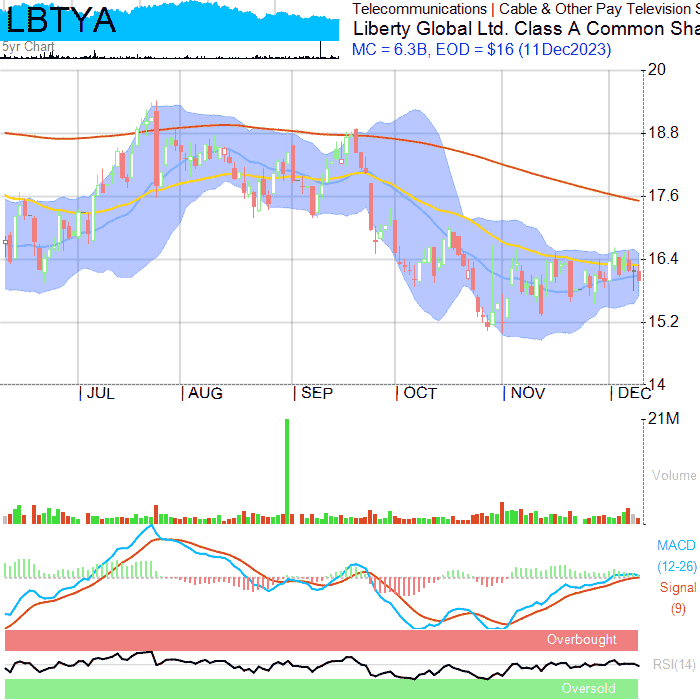 LBTYA
5yr Chart
Telecommunications | Cable & Other Pay Television S
Liberty Global Ltd. Class A Common Sha
MC = 6.3B, EOD = $16 (11Dec2023)
20
18.8
17.6
16.4
15.2
14
JUL AUG SEP OCT NOV DEC
21M
Volume
MACD
(12-26)
Signal
(9)
Overbought
RSI(14)
Oversold